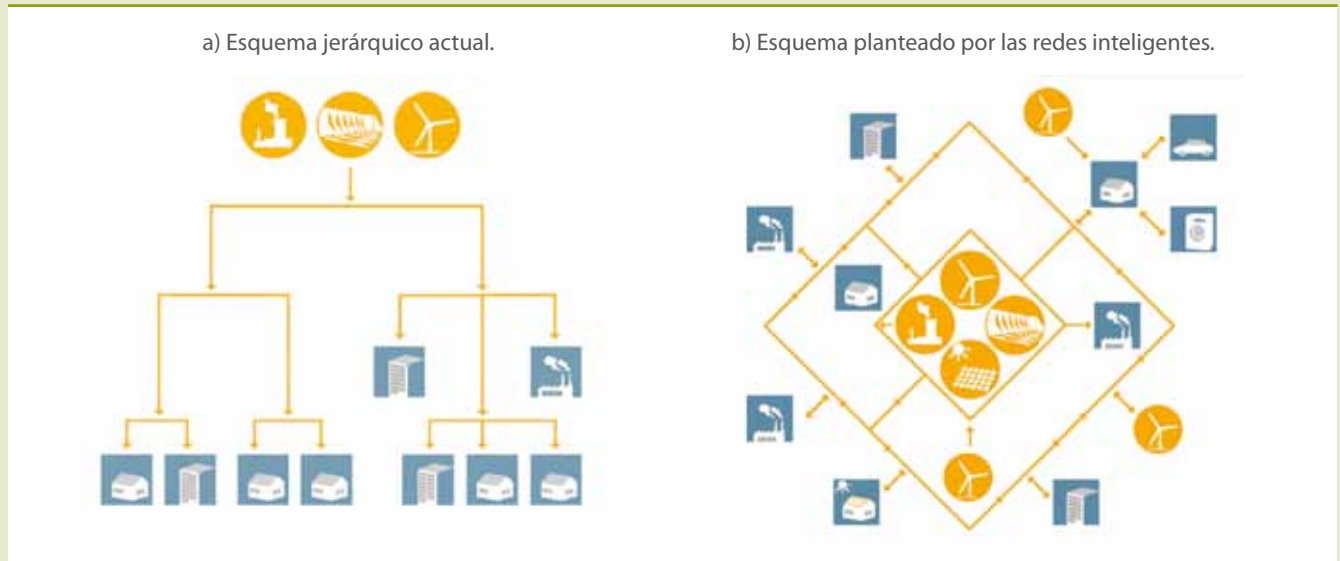 a) Esquema jerárquico actual.
b) Esquema planteado por las redes inteligentes.